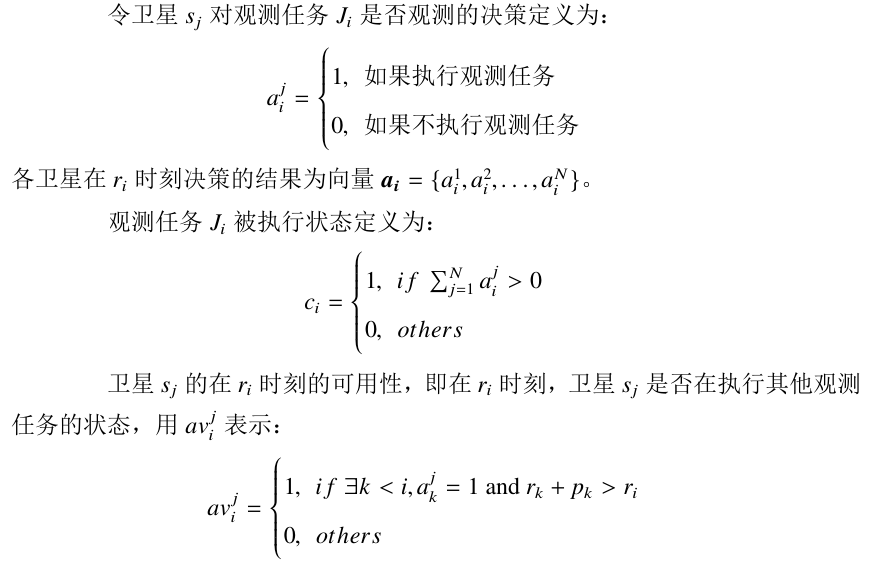 令卫星 $s_j$ 对观测任务 $J_i$ 是否观测的决策定义为：
$a_i^j = \begin{cases} 1, & \text{如果执行观测任务} \\ 0, & \text{如果不执行观测任务} \end{cases}$
各卫星在 $r_i$ 时刻决策的结果为向量 $\boldsymbol{a_i} = \{a_i^1, a_i^2, \ldots, a_i^N\}$。
观测任务 $J_i$ 被执行状态定义为：
$c_i = \begin{cases} 1, & if \ \sum_{j=1}^{N} a_i^j > 0 \\ 0, & others \end{cases}$
卫星 $s_j$ 的在 $r_i$ 时刻的可用性，即在 $r_i$ 时刻，卫星 $s_j$ 是否在执行其他观测
任务的状态，用 $av_i^j$ 表示：
$av_i^j = \begin{cases} 1, & if \ \exists k < i, a_k^j = 1 \text{ and } r_k + p_k > r_i \\ 0, & others \end{cases}$